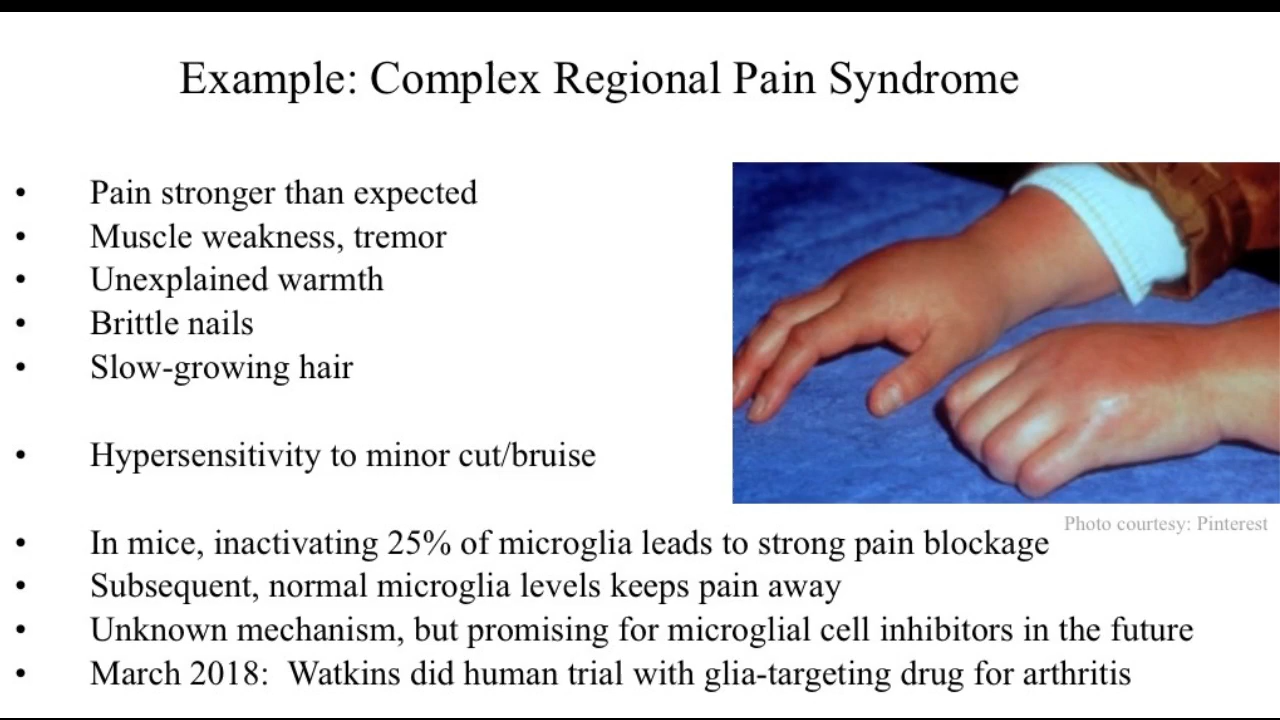 Example: Complex Regional Pain Syndrome
• Pain stronger than expected
• Muscle weakness, tremor
• Unexplained warmth
• Brittle nails
• Slow-growing hair
• Hypersensitivity to minor cut/bruise
Photo courtesy: Pinterest
• In mice, inactivating 25% of microglia leads to strong pain blockage
• Subsequent, normal microglia levels keeps pain away
• Unknown mechanism, but promising for microglial cell inhibitors in the future
• March 2018:  Watkins did human trial with glia-targeting drug for arthritis